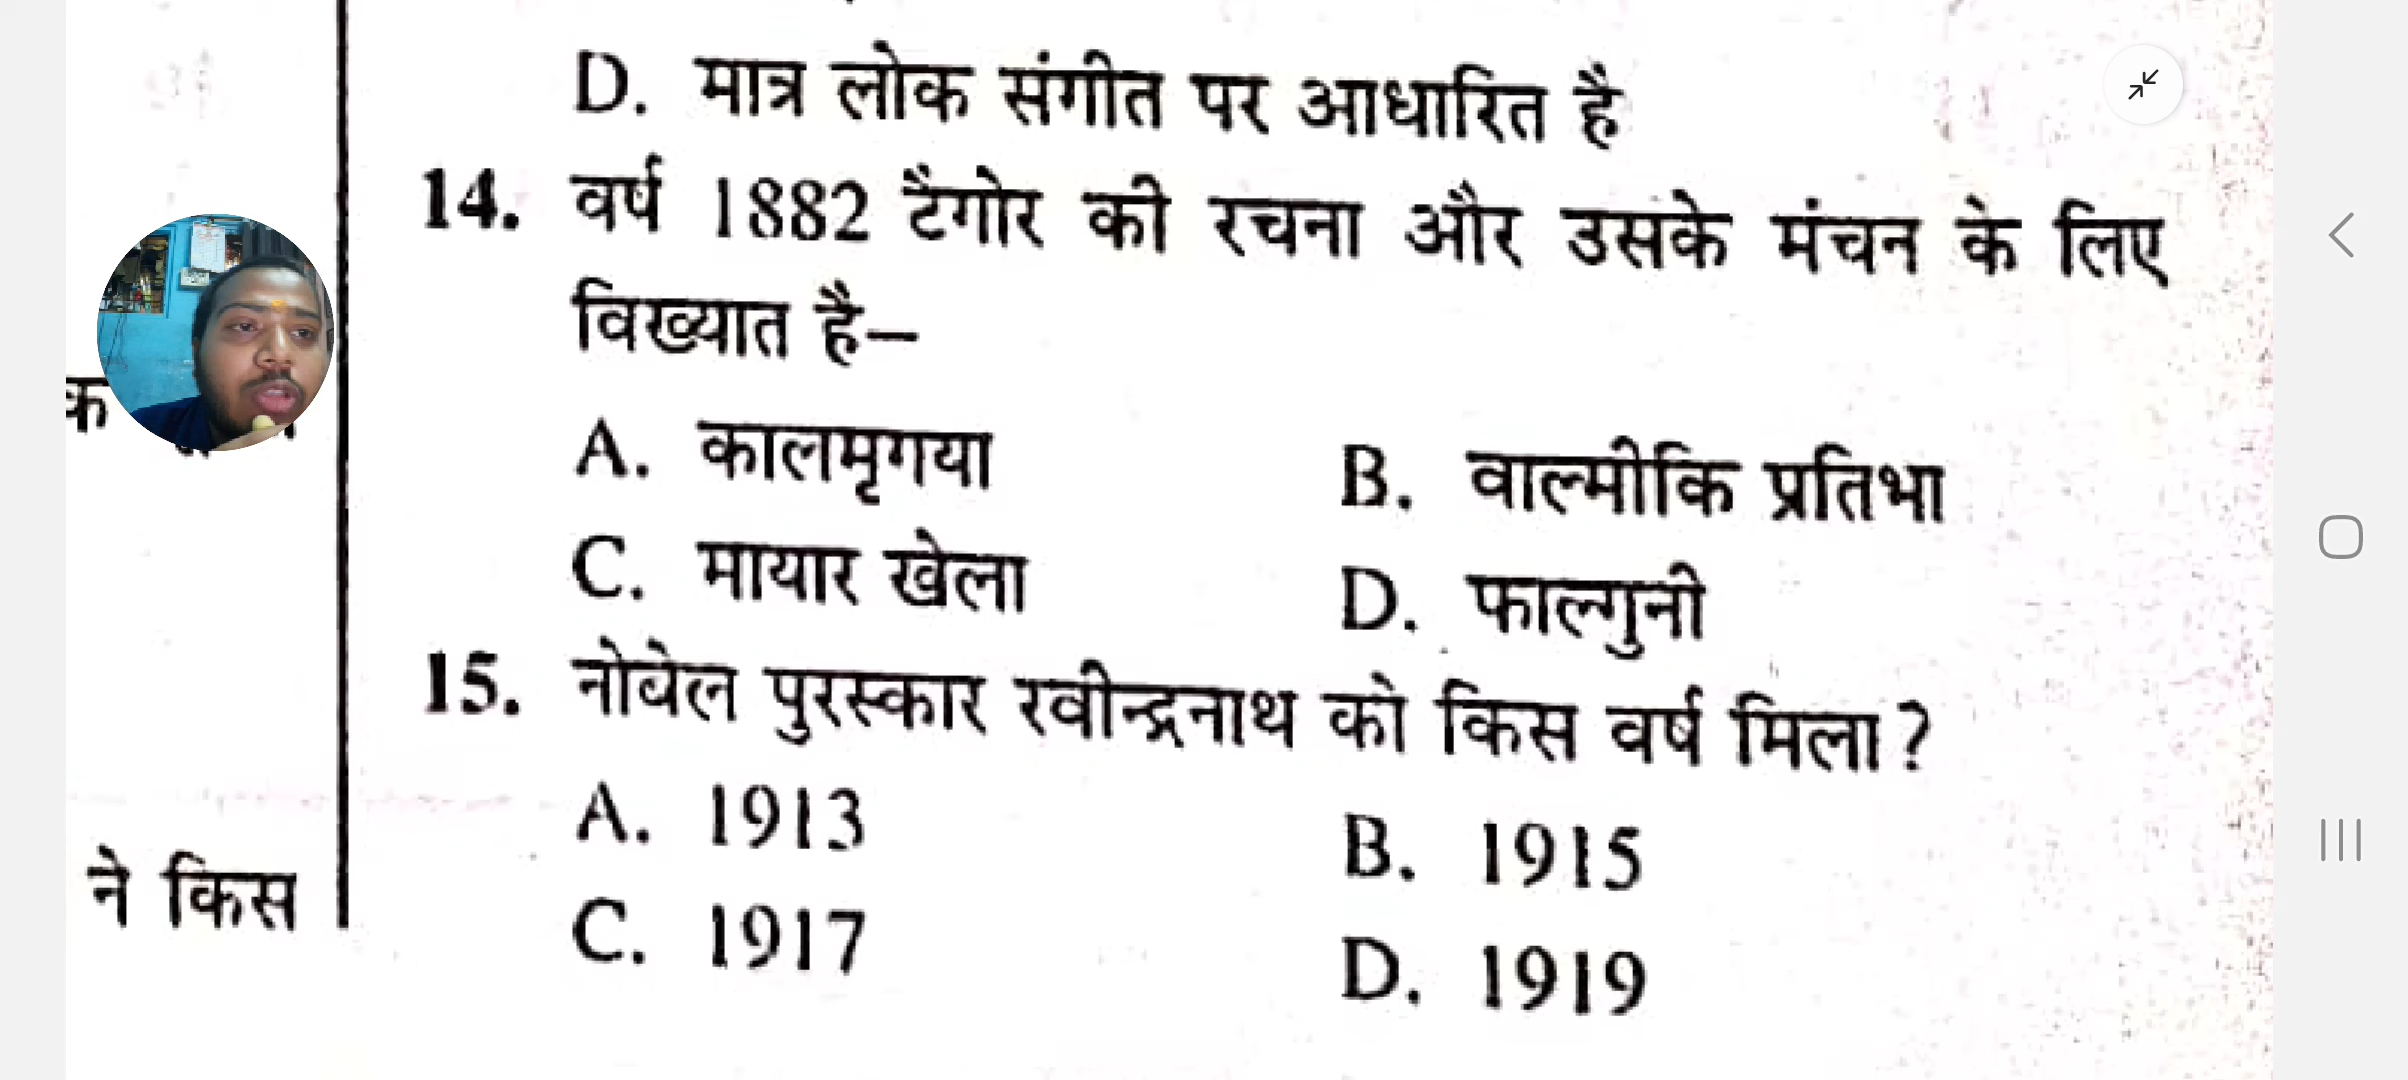 D. मात्र लोक संगीत पर आधारित है
14. वर्ष 1882 टैगोर की रचना और उसके मंचन के लिए
विख्यात है—
A. कालमृगया B. वाल्मीकि प्रतिभा
C. मायार खेला D. फाल्गुनी
15. नोबेल पुरस्कार रवीन्द्रनाथ को किस वर्ष मिला?
A. 1913 B. 1915
C. 1917 D. 1919
क
ने किस